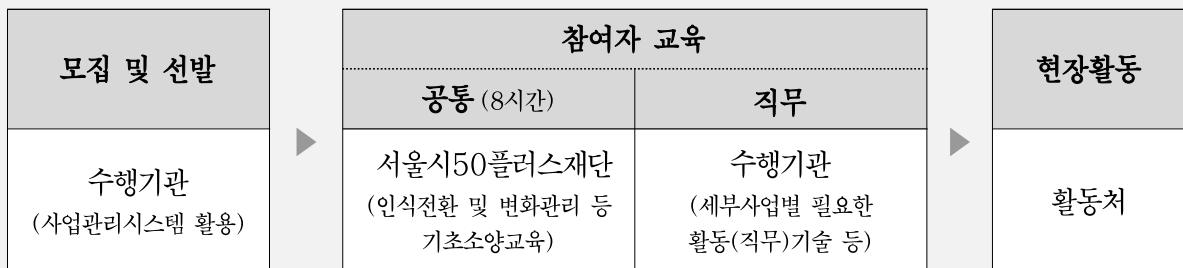 모집 및 선발
수행기관
(사업관리시스템 활용)
참여자 교육
공통 (8시간)
서울시50플러스재단
(인식전환 및 변화관리 등
기초소양교육)
직무
수행기관
(세부사업별 필요한
활동(직무)기술 등)
현장활동
활동처